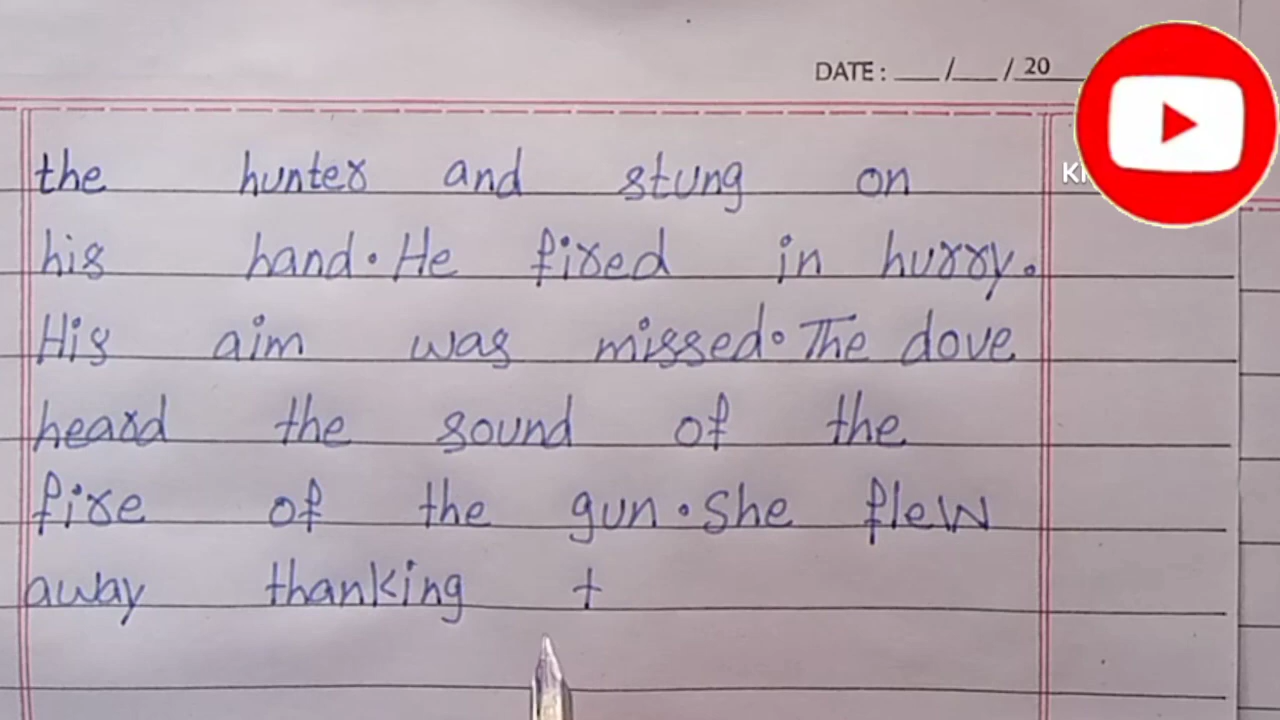 DATE : ___ /___ / 20
the hunter and stung on
his hand. He fired in hurry.
His aim was missed. The dove
heard the sound of the
fire of the gun. She flew
away thanking t